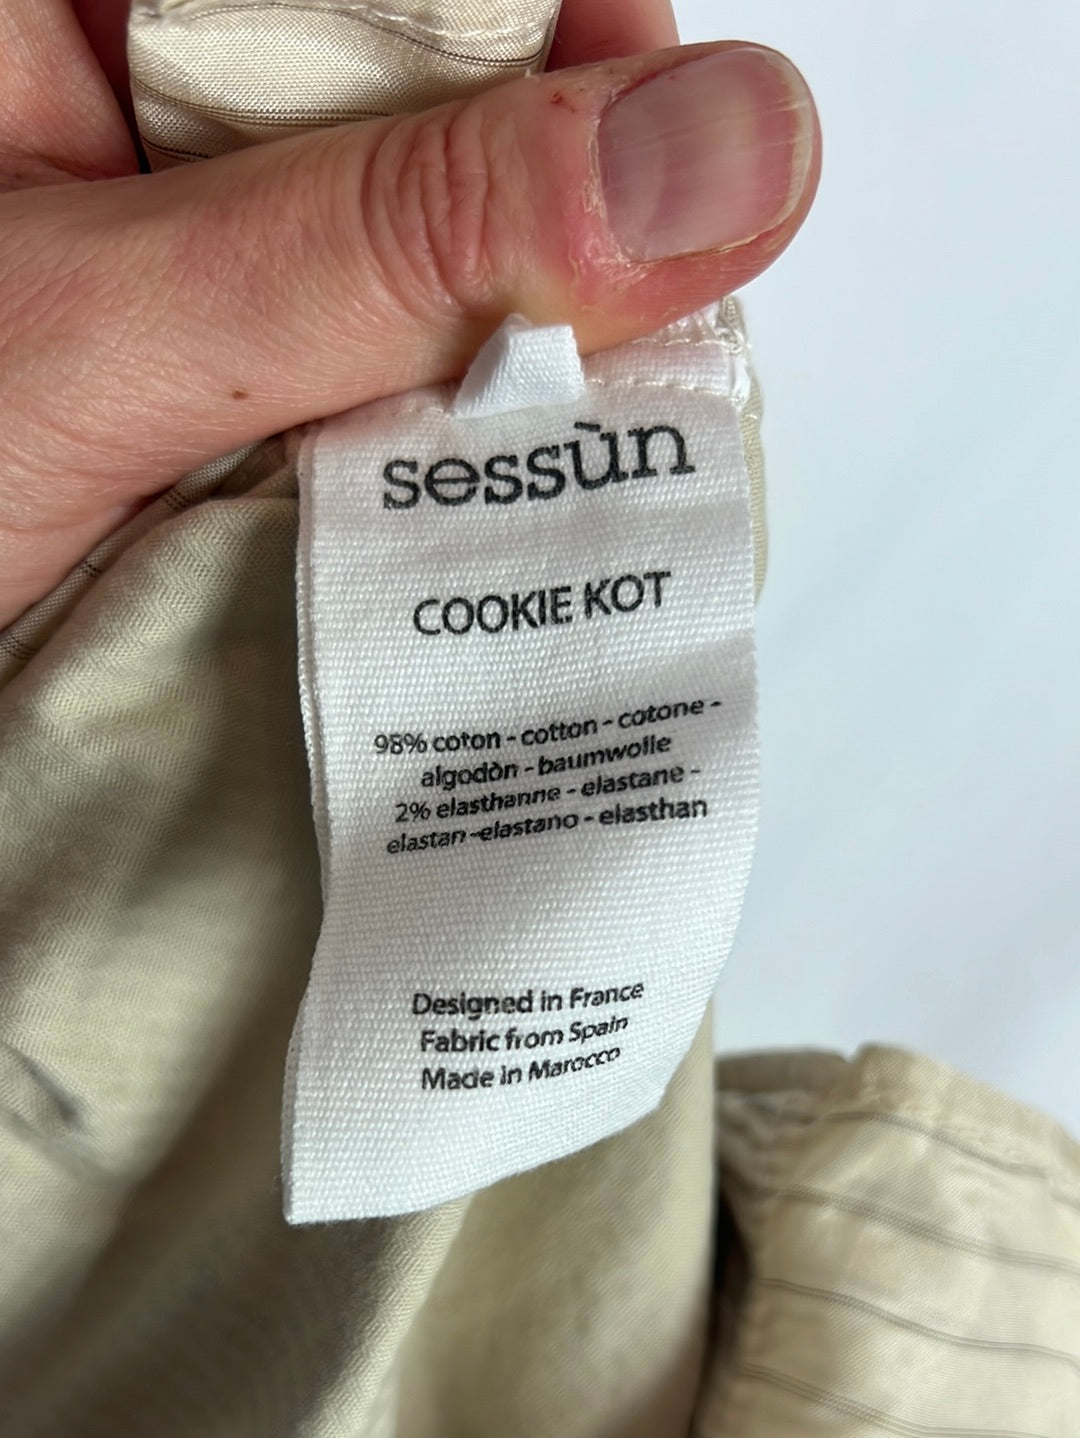 sessùn
COOKIE KOT
98% coton - cotton - cotone -
algodòn - baumwolle
2% elasthanne - elastane -
elastan -elastano - elasthan
Designed in France
Fabric from Spain
Made in Marocco